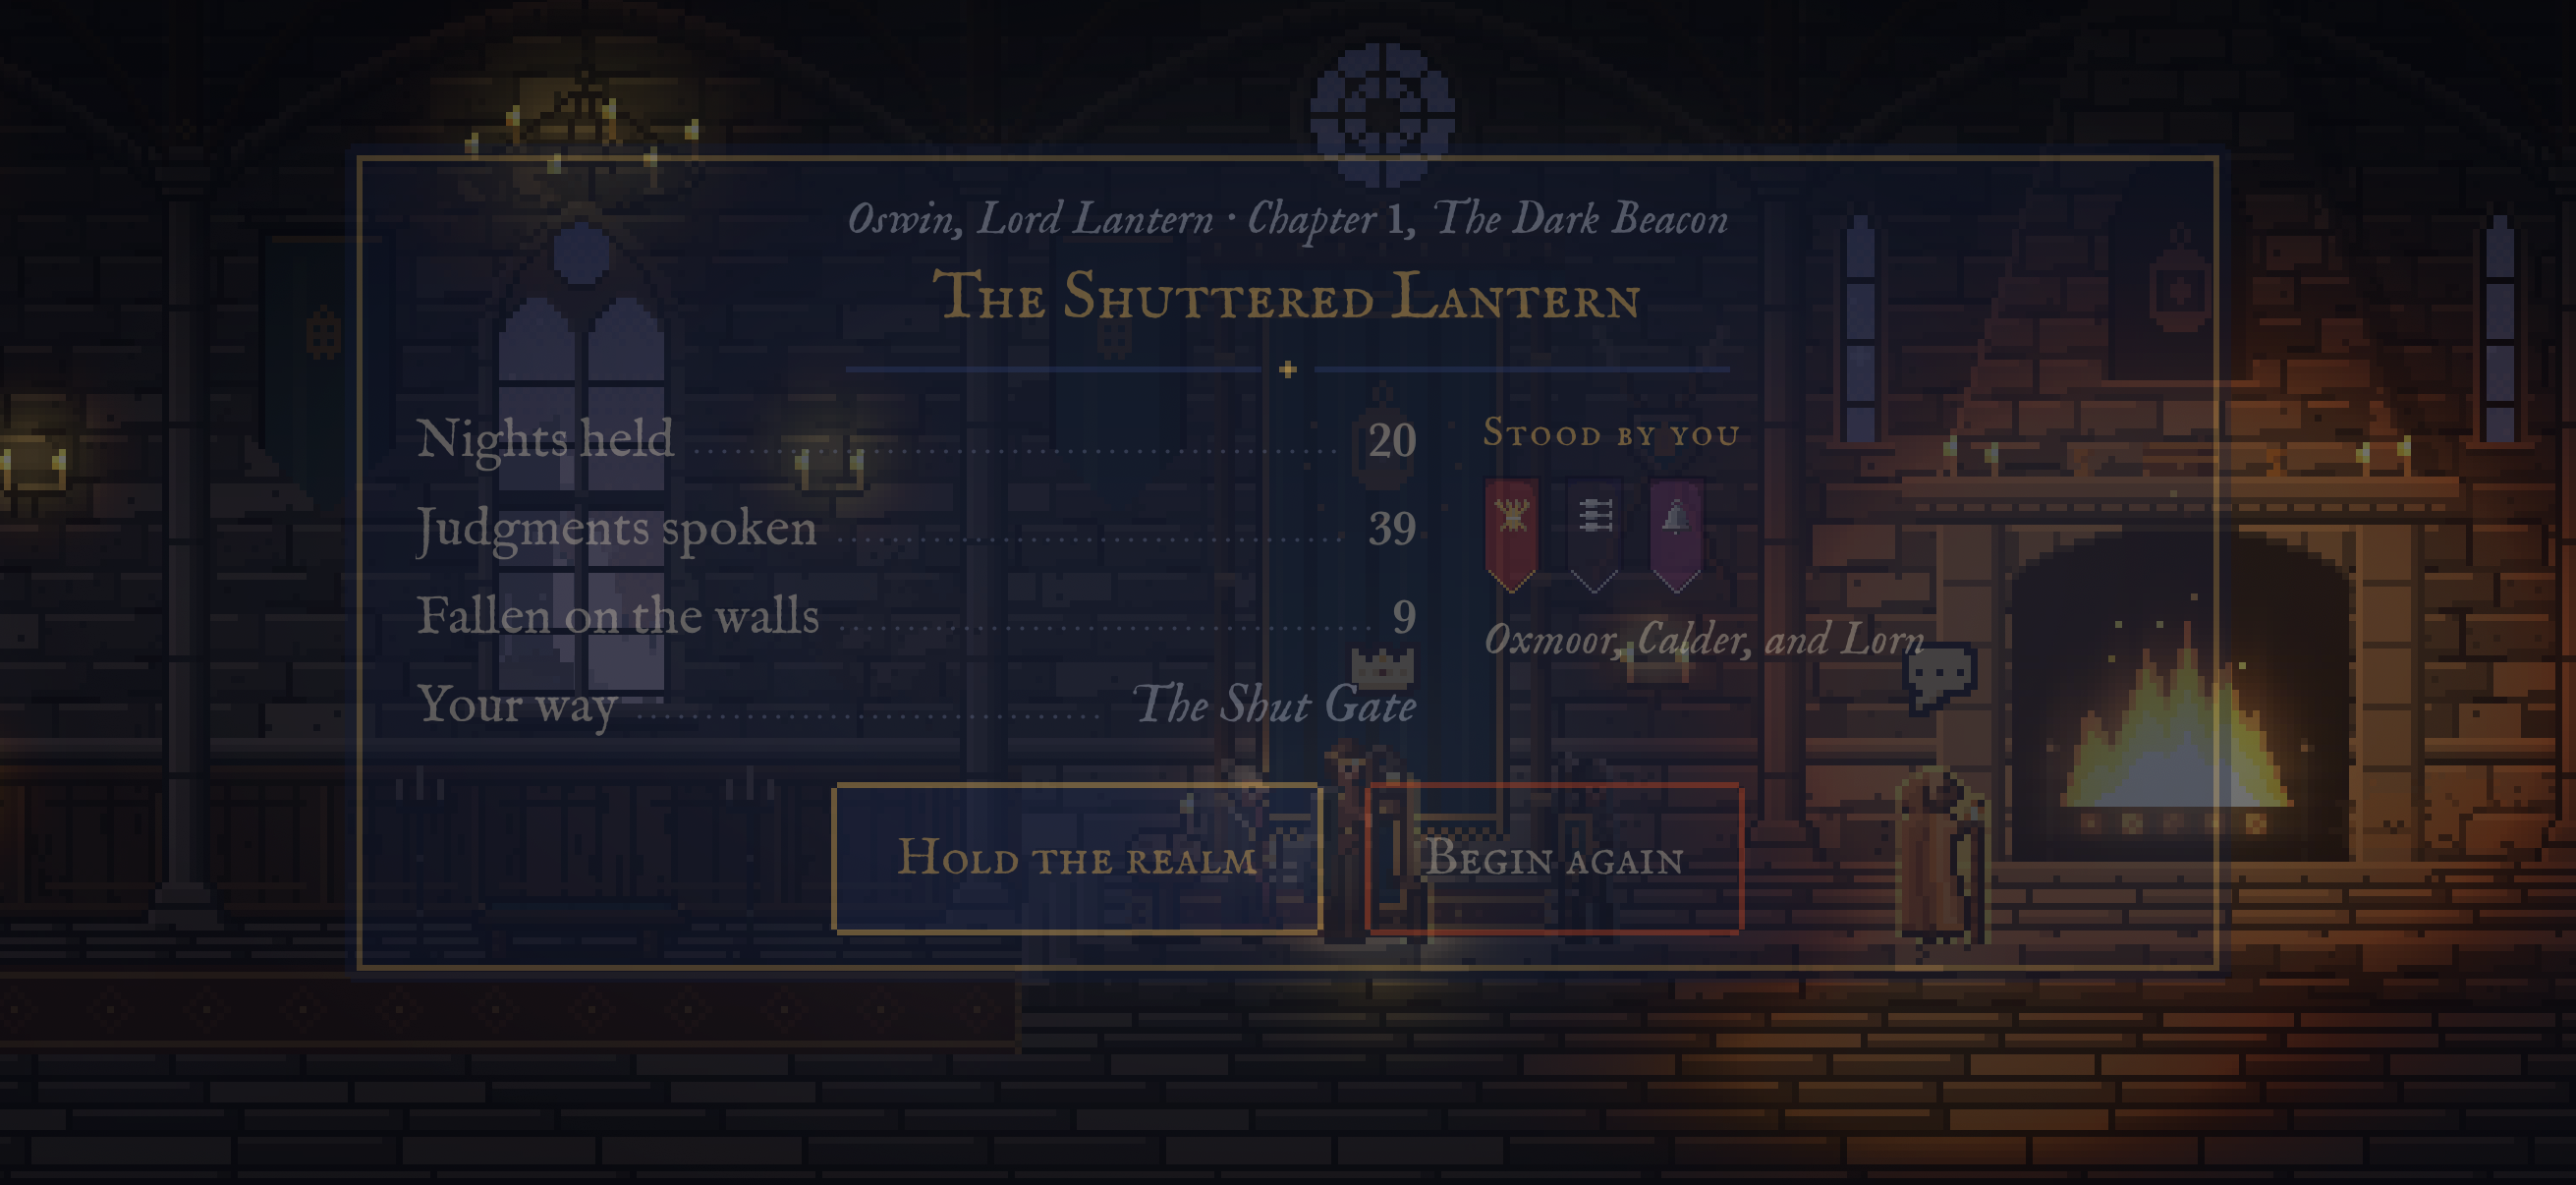 Oswin, Lord Lantern · Chapter 1, The Dark Beacon
The Shuttered Lantern
Nights held 20
Judgments spoken 39
Fallen on the walls 9
Your way The Shut Gate
Stood by you
Oxmoor, Calder, and Lorn
Hold the realm
Begin again